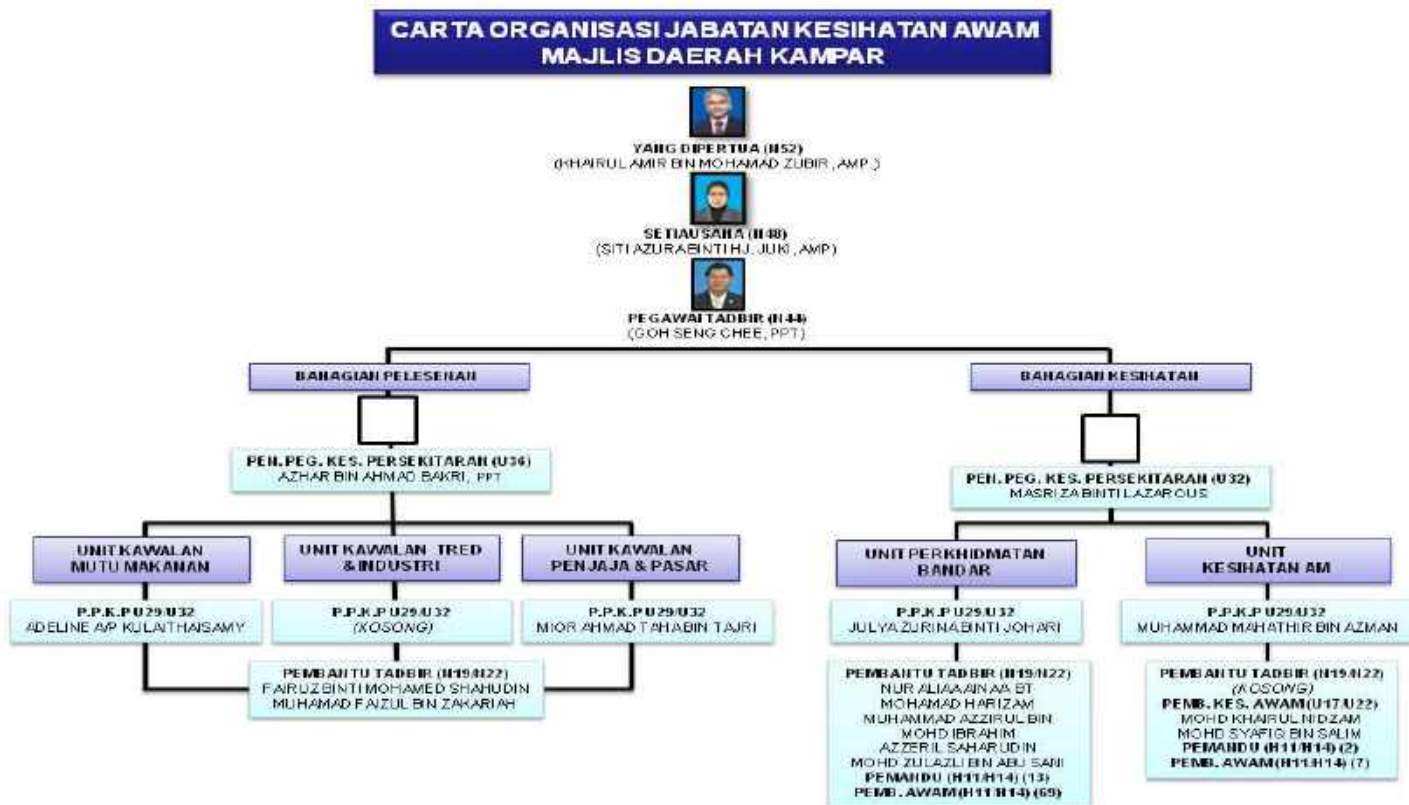 CARTA ORGANISASI JABATAN KESIHATAN AWAM
MAJLIS DAERAH KAMPAR
YANG DIPERTUA (N52)
(KHAIRUL AMIR BIN MOHAMAD ZUBIR, AMP.)
SETIAUSAHA (N48)
(SITI AZURA BINTI HJ. JUKI, AMP)
PEGAWAI TADBIR (N44)
(GOH SENG CHEE, PPT)
BAHAGIAN PELESENAN
PEN. PEG. KES. PERSEKITARAN (U36)
AZHAR BIN AHMAD BAKRI, PPT
UNIT KAWALAN
MUTU MAKANAN
P.P.K.P U29/U32
ADELINE A/P KULAITHAISAMY
UNIT KAWALAN TRED
& INDUSTRI
P.P.K.P U29/U32
(KOSONG)
UNIT KAWALAN
PENJAJA & PASAR
P.P.K.P U29/U32
MIOR AHMAD TAHA BIN TAJRI
PEMBANTU TADBIR (N19/N22)
FAIRUZ BINTI MOHAMED SHAHUDIN
MUHAMAD FAIZUL BIN ZAKARIAH
BAHAGIAN KESIHATAN
PEN. PEG. KES. PERSEKITARAN (U32)
MASRIZA BINTI LAZAROUS
UNIT PERKHIDMATAN
BANDAR
P.P.K.P U29/U32
JULYA ZURINA BINTI JOHARI
PEMBANTU TADBIR (N19/N22)
NUR ALIAA AINAA BT
MOHAMAD HARIZAM
MUHAMMAD AZZIRUL BIN
MOHD IBRAHIM
AZZERIL SAHARUDIN
MOHD ZULAZLI BIN ABU SANI
PEMANDU (H11/H14) (13)
PEMB. AWAM (H11/H14) (69)
UNIT
KESIHATAN AM
P.P.K.P U29/U32
MUHAMMAD MAHATHIR BIN AZMAN
PEMBANTU TADBIR (N19/N22)
(KOSONG)
PEMB. KES. AWAM (U17/U22)
MOHD KHAIRUL NIDZAM
MOHD SYAFIQ BIN SALIM
PEMANDU (H11/H14) (2)
PEMB. AWAM (H11/H14) (7)